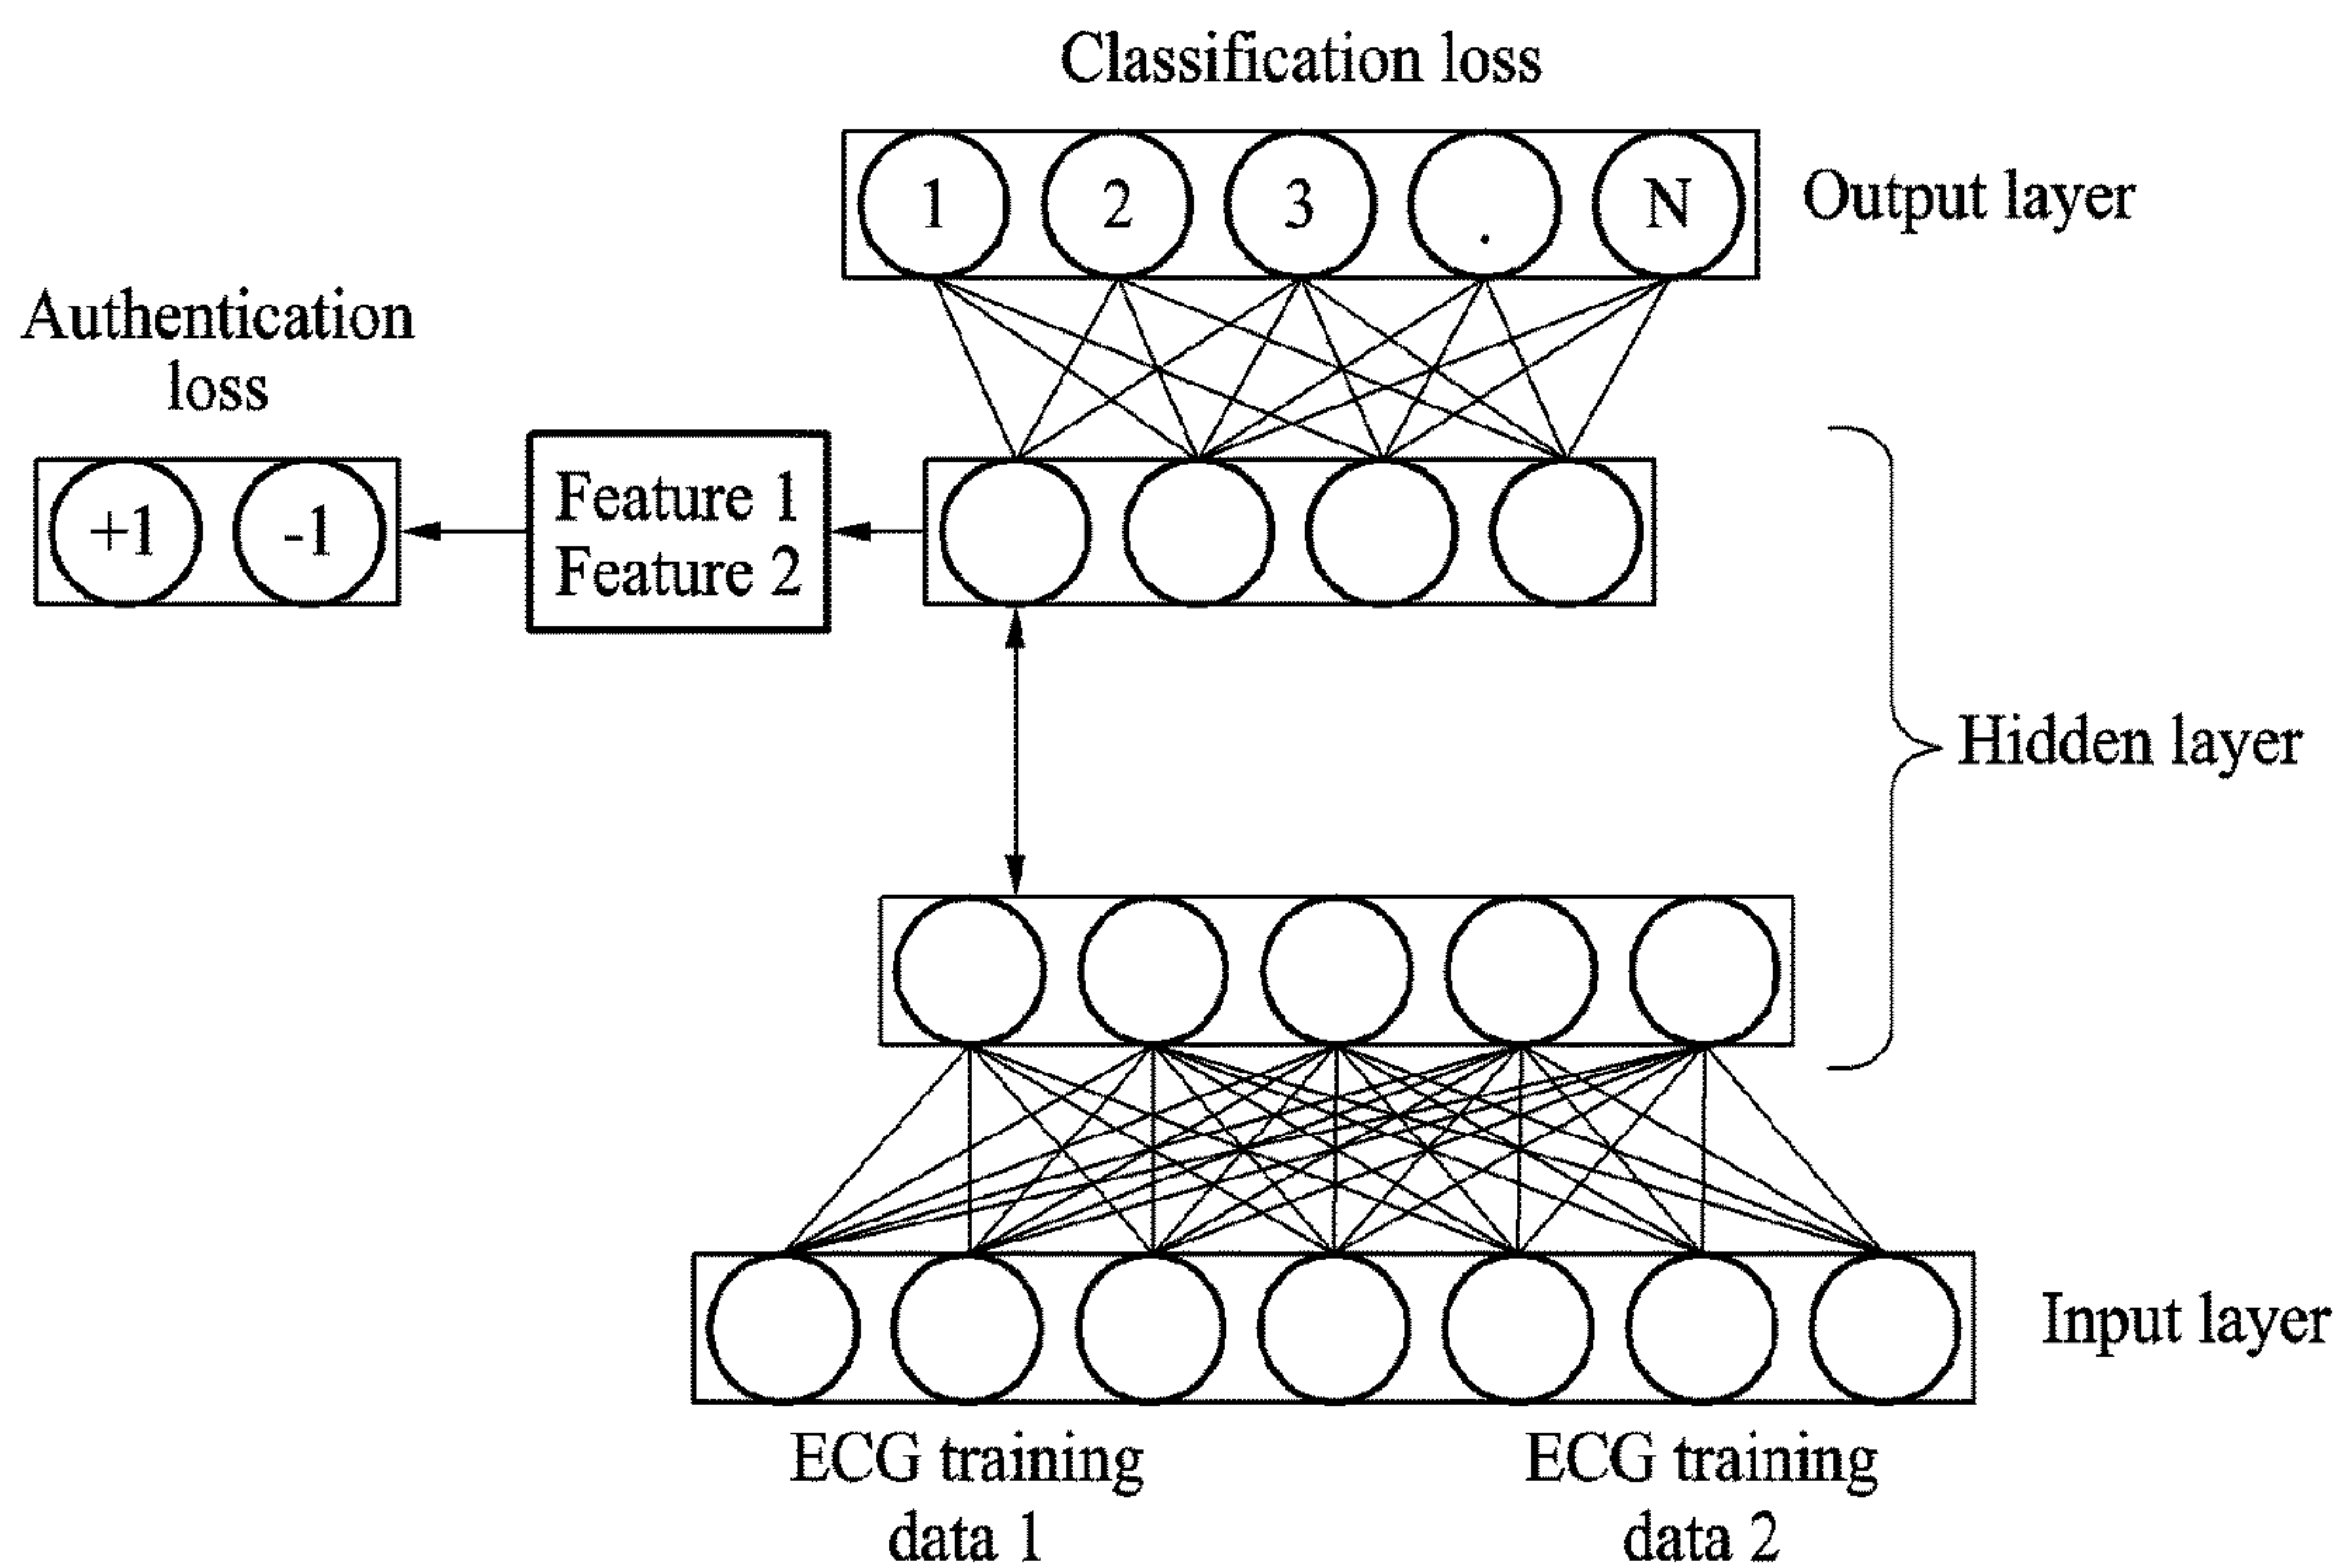 Classification loss
1 2 3 . N
Output layer
Authentication
loss
+1 -1
Feature 1
Feature 2
Hidden layer
Input layer
ECG training
data 1
ECG training
data 2